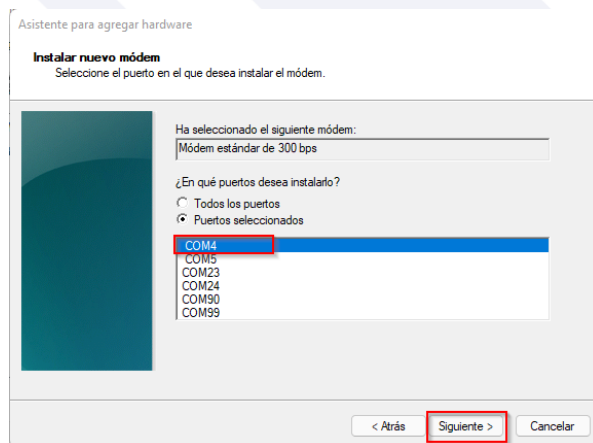 Asistente para agregar hardware
Instalar nuevo módem
Seleccione el puerto en el que desea instalar el módem.
Ha seleccionado el siguiente módem:
Módem estándar de 300 bps
¿En qué puertos desea instalarlo?
Todos los puertos
Puertos seleccionados
COM4
COM5
COM23
COM24
COM90
COM99
< Atrás Siguiente > Cancelar